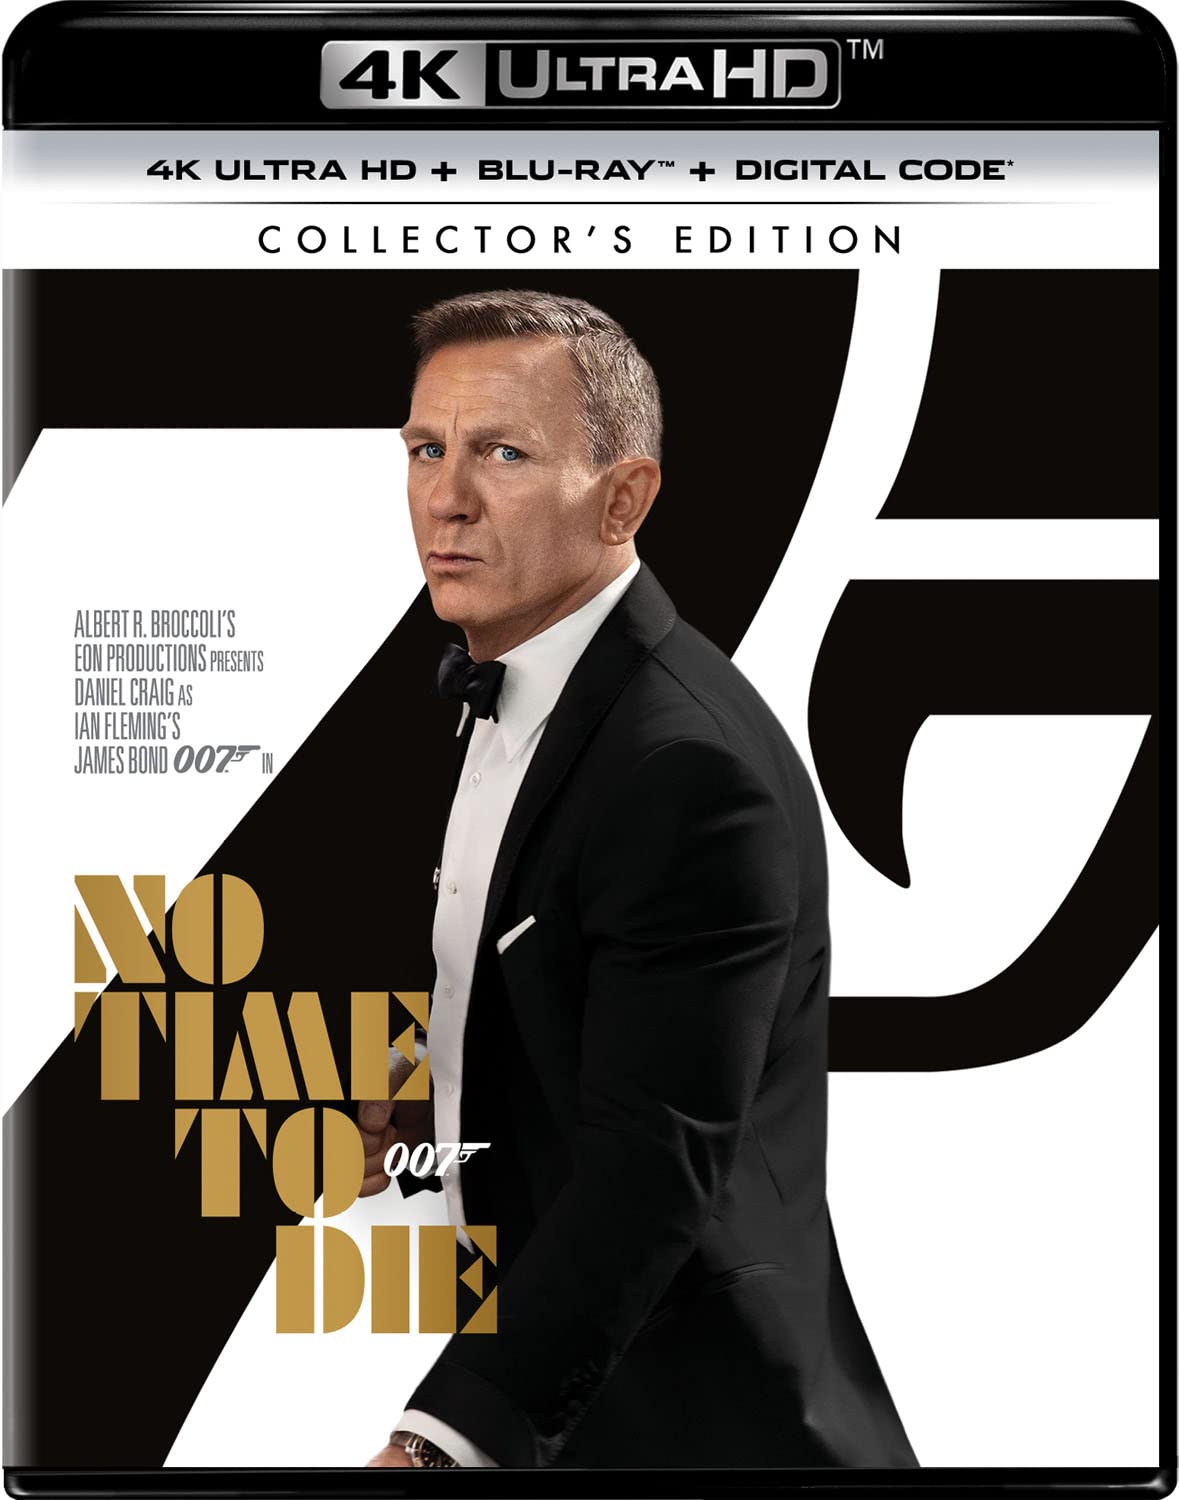 4K ULTRA HD™
4K ULTRA HD + BLU-RAY™ + DIGITAL CODE*
COLLECTOR'S EDITION
ALBERT R. BROCCOLI'S
EON PRODUCTIONS PRESENTS
DANIEL CRAIG AS
IAN FLEMING'S
JAMES BOND 007 IN
NO
TIME
TO
007
DIE